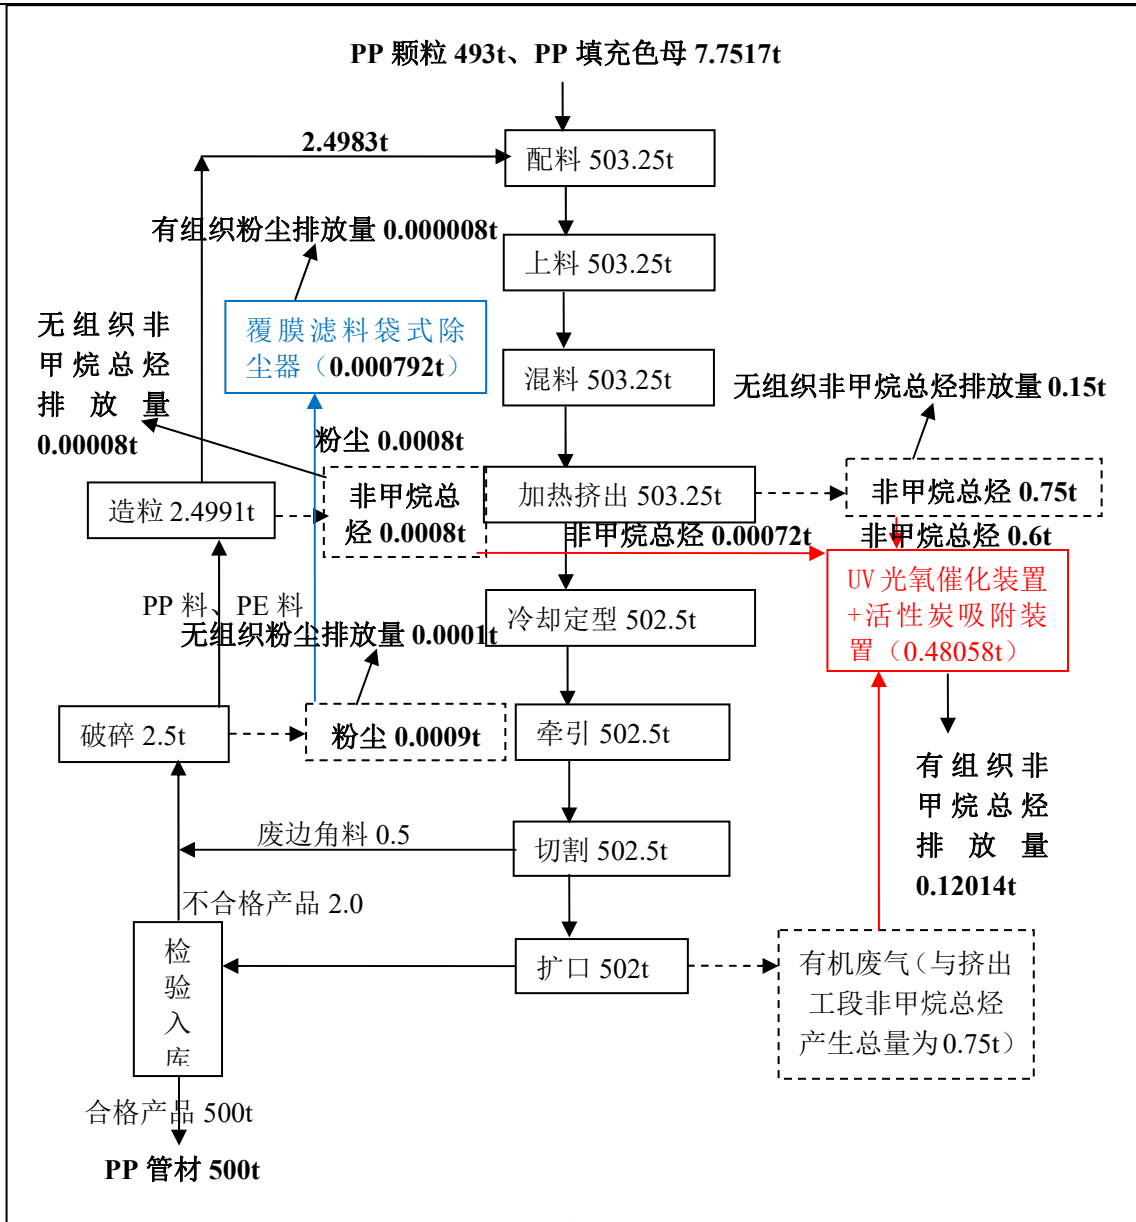 PP 颗粒 493t、PP 填充色母 7.7517t
2.4983t
配料 503.25t
有组织粉尘排放量 0.000008t
上料 503.25t
无组织非
甲烷总烃
排放量
0.00008t
覆膜滤料袋式除
尘器（0.000792t）
混料 503.25t
无组织非甲烷总烃排放量 0.15t
粉尘 0.0008t
造粒 2.4991t
非甲烷总
烃 0.0008t
加热挤出 503.25t
非甲烷总烃 0.75t
非甲烷总烃 0.00072t
非甲烷总烃 0.6t
UV 光氧催化装置
+活性炭吸附装
置（0.48058t）
PP 料、PE 料
冷却定型 502.5t
无组织粉尘排放量 0.0001t
破碎 2.5t
粉尘 0.0009t
牵引 502.5t
有组织非
甲烷总烃
排放量
0.12014t
废边角料 0.5
切割 502.5t
不合格产品 2.0
检
验
入
库
扩口 502t
有机废气（与挤出
工段非甲烷总烃
产生总量为 0.75t）
合格产品 500t
PP 管材 500t